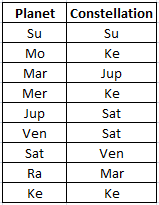 Planet Constellation
Su Su
Mo Ke
Mar Jup
Mer Ke
Jup Sat
Ven Sat
Sat Ven
Ra Mar
Ke Ke